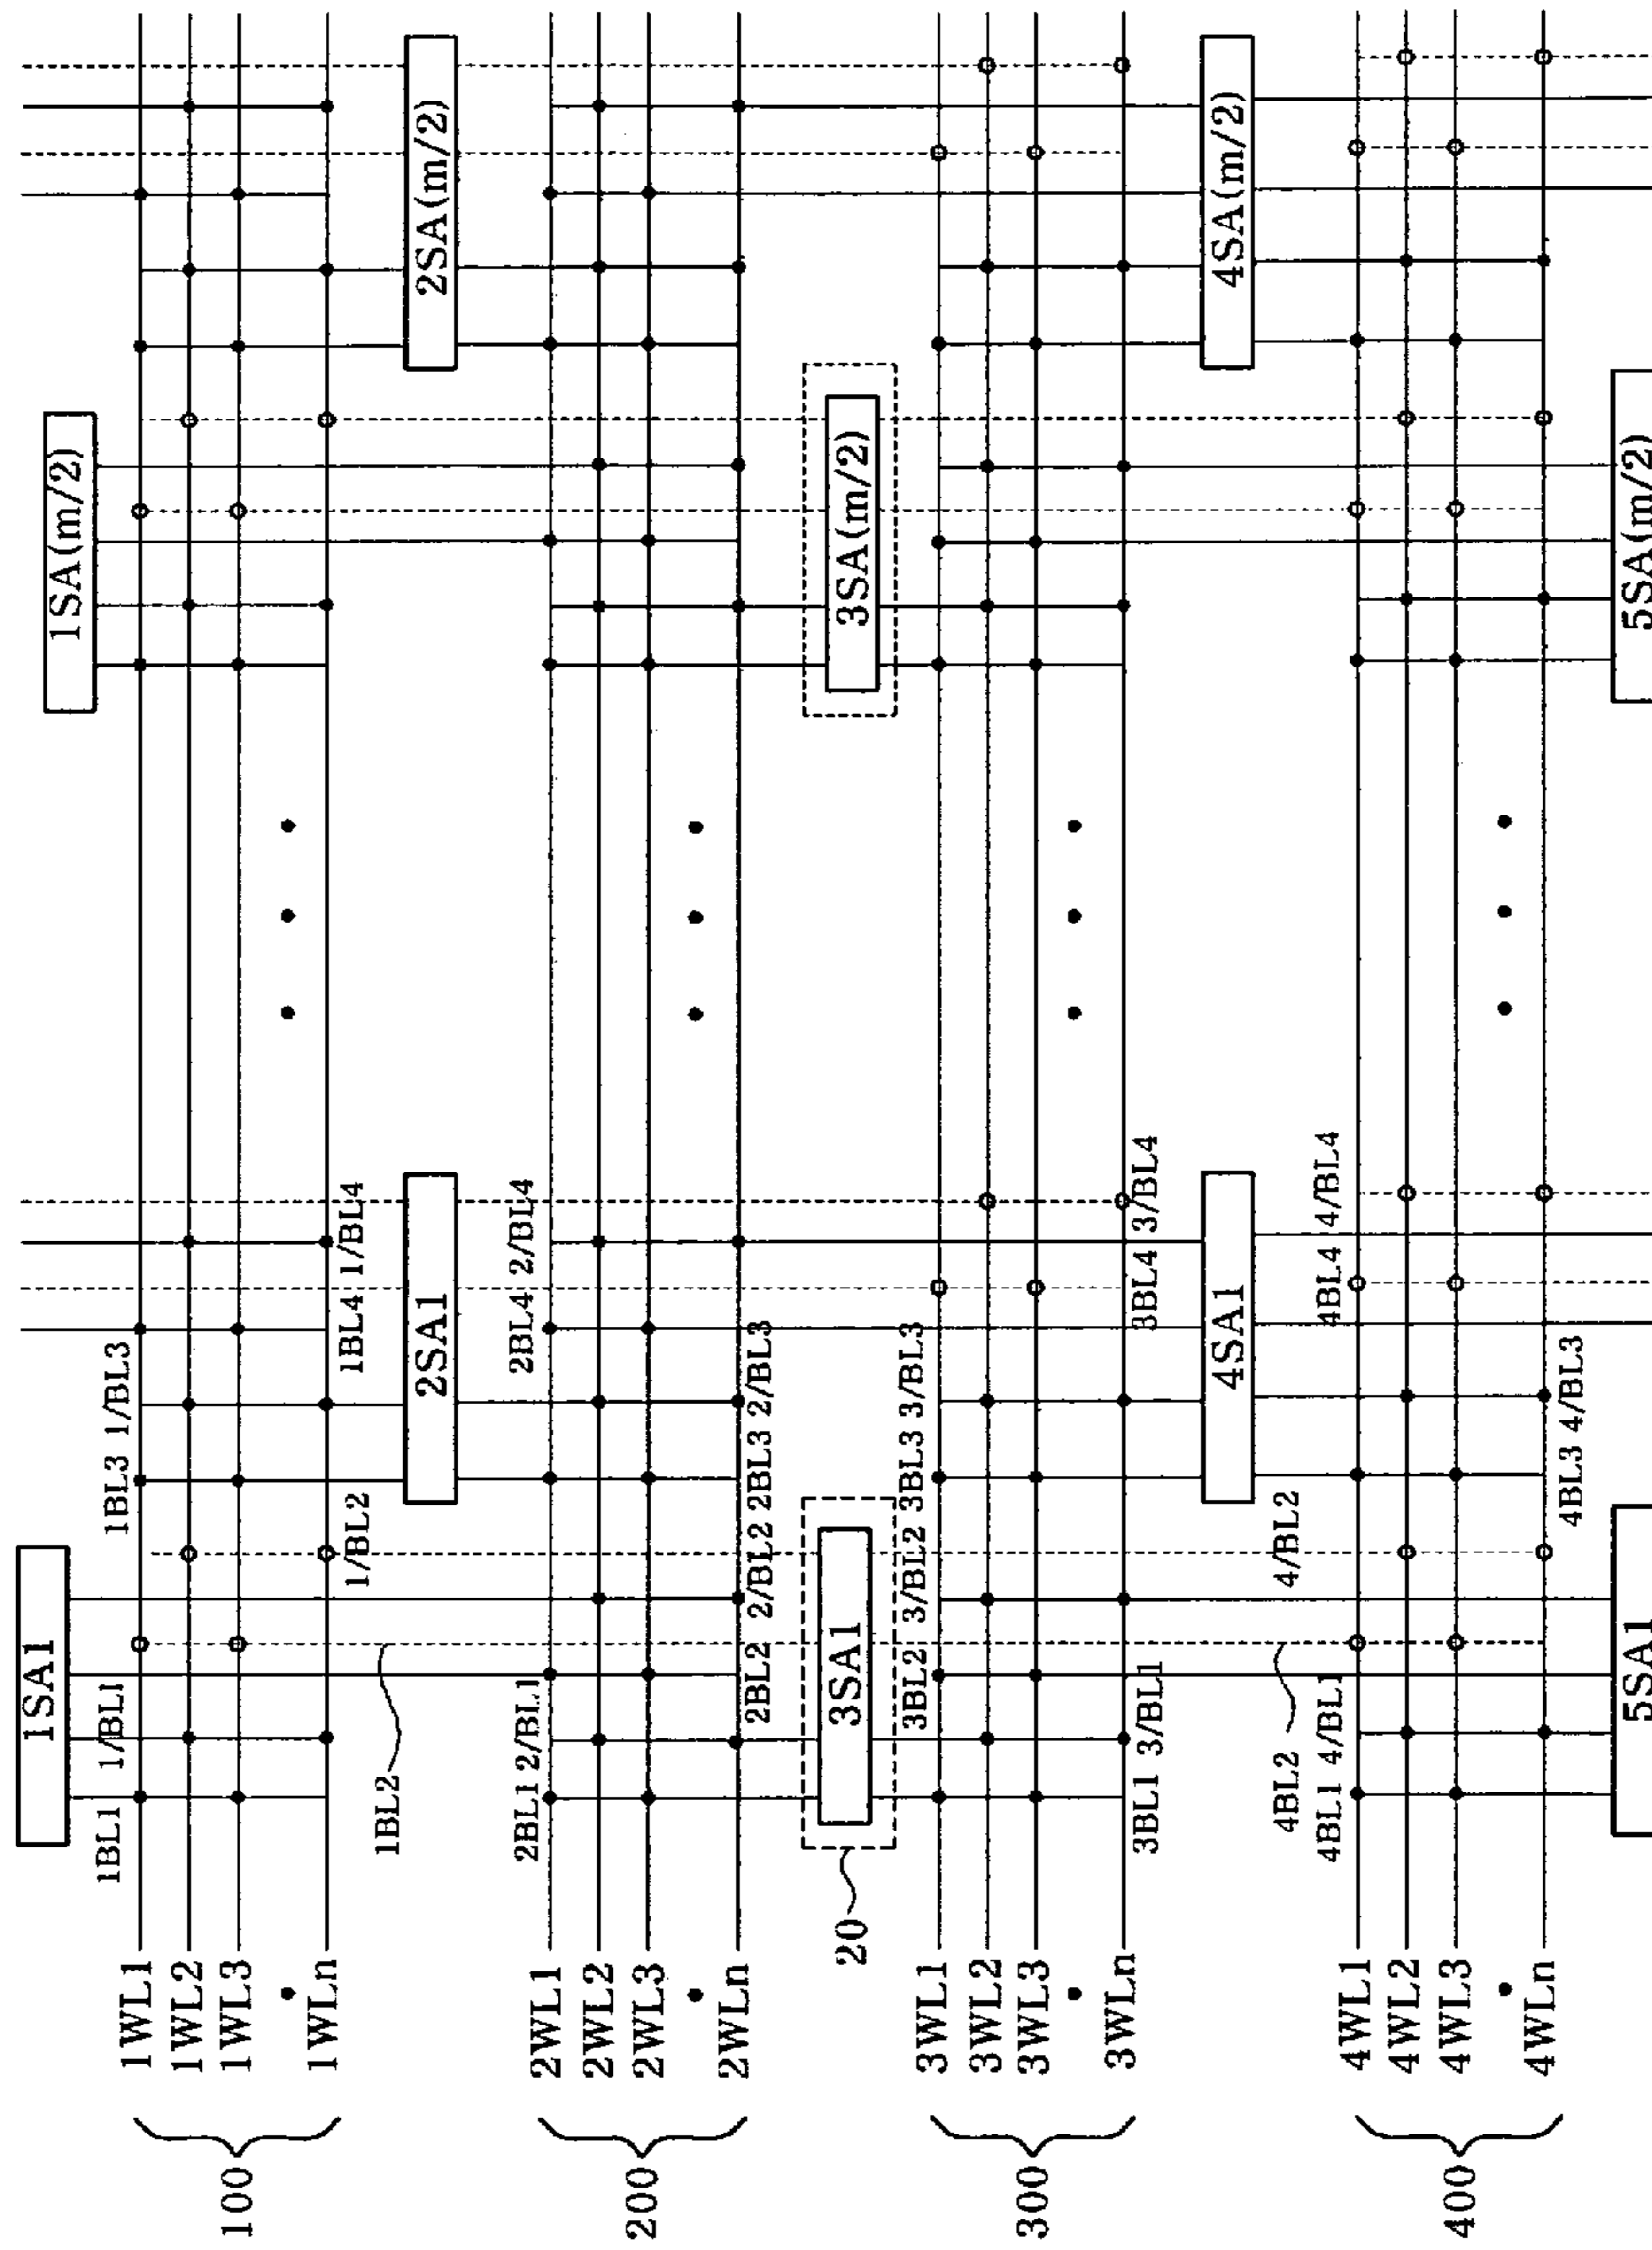 1SA1
1SA(m/2)
1BL1 1/BL1 1BL3 1/BL3
1WL1
1WL2
1WL3
100
1WLn
1/BL2 1BL4 1/BL4
1BL2
2SA1 2SA(m/2)
2BL1 2/BL1 2BL4 2/BL4
2WL1
2WL2
2WL3
200
2WLn
2BL2 2/BL2 2BL3 2/BL3
20
3SA1 3SA(m/2)
3BL2 3/BL2 3BL3 3/BL3
3WL1
3WL2
3WL3
300
3WLn
3BL1 3/BL1 3BL4 3/BL4
4SA1 4SA(m/2)
4BL2 4/BL2
4BL1 4/BL1 4BL4 4/BL4
4WL1
4WL2
4WL3
400
4WLn
4BL3 4/BL3
5SA1 5SA(m/2)